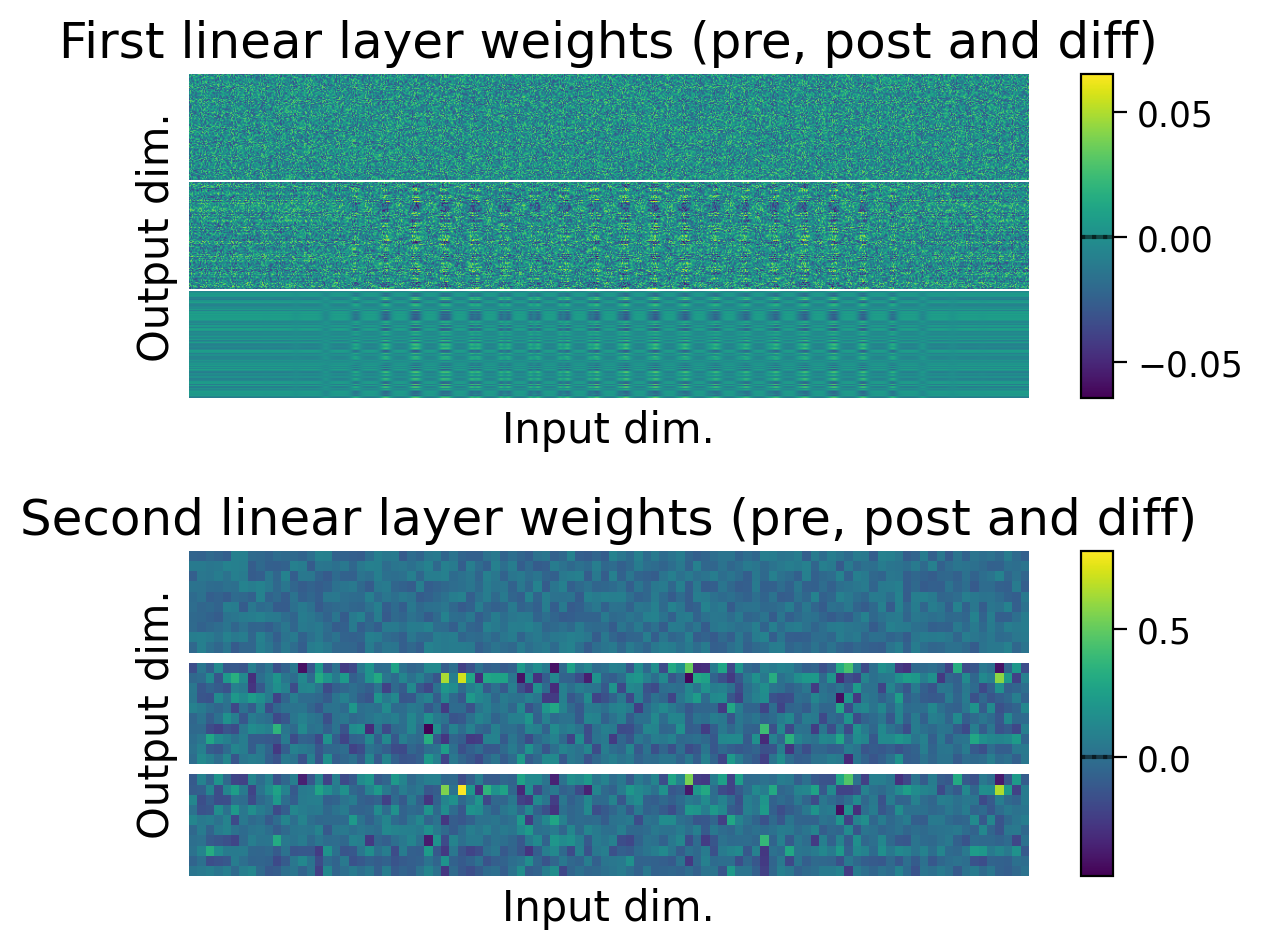 First linear layer weights (pre, post and diff)
Output dim.
0.05
0.00
−0.05
Input dim.
Second linear layer weights (pre, post and diff)
Output dim.
0.5
0.0
Input dim.